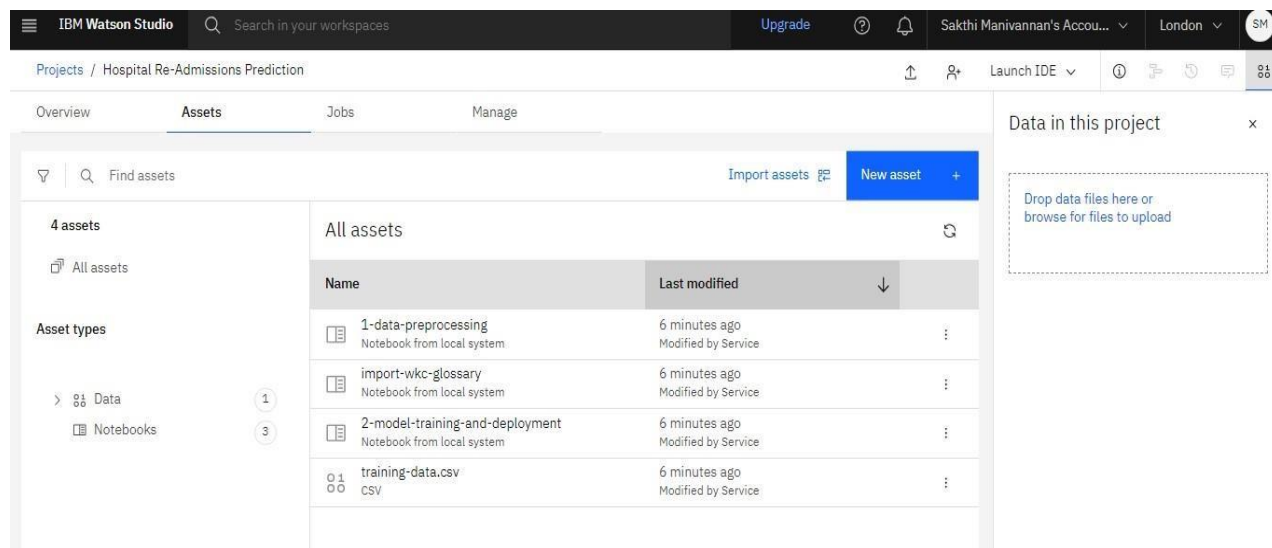 IBM Watson Studio
Search in your workspaces
Upgrade
Sakthi Manivannan's Accou...
London
SM
Projects / Hospital Re-Admissions Prediction
Launch IDE
Overview
Assets
Jobs
Manage
Data in this project
Find assets
Import assets
New asset +
Drop data files here or
browse for files to upload
4 assets
All assets
Asset types
Data 1
Notebooks 3
All assets
Name
Last modified
1-data-preprocessing
Notebook from local system
6 minutes ago
Modified by Service
import-wkc-glossary
Notebook from local system
6 minutes ago
Modified by Service
2-model-training-and-deployment
Notebook from local system
6 minutes ago
Modified by Service
training-data.csv
CSV
6 minutes ago
Modified by Service